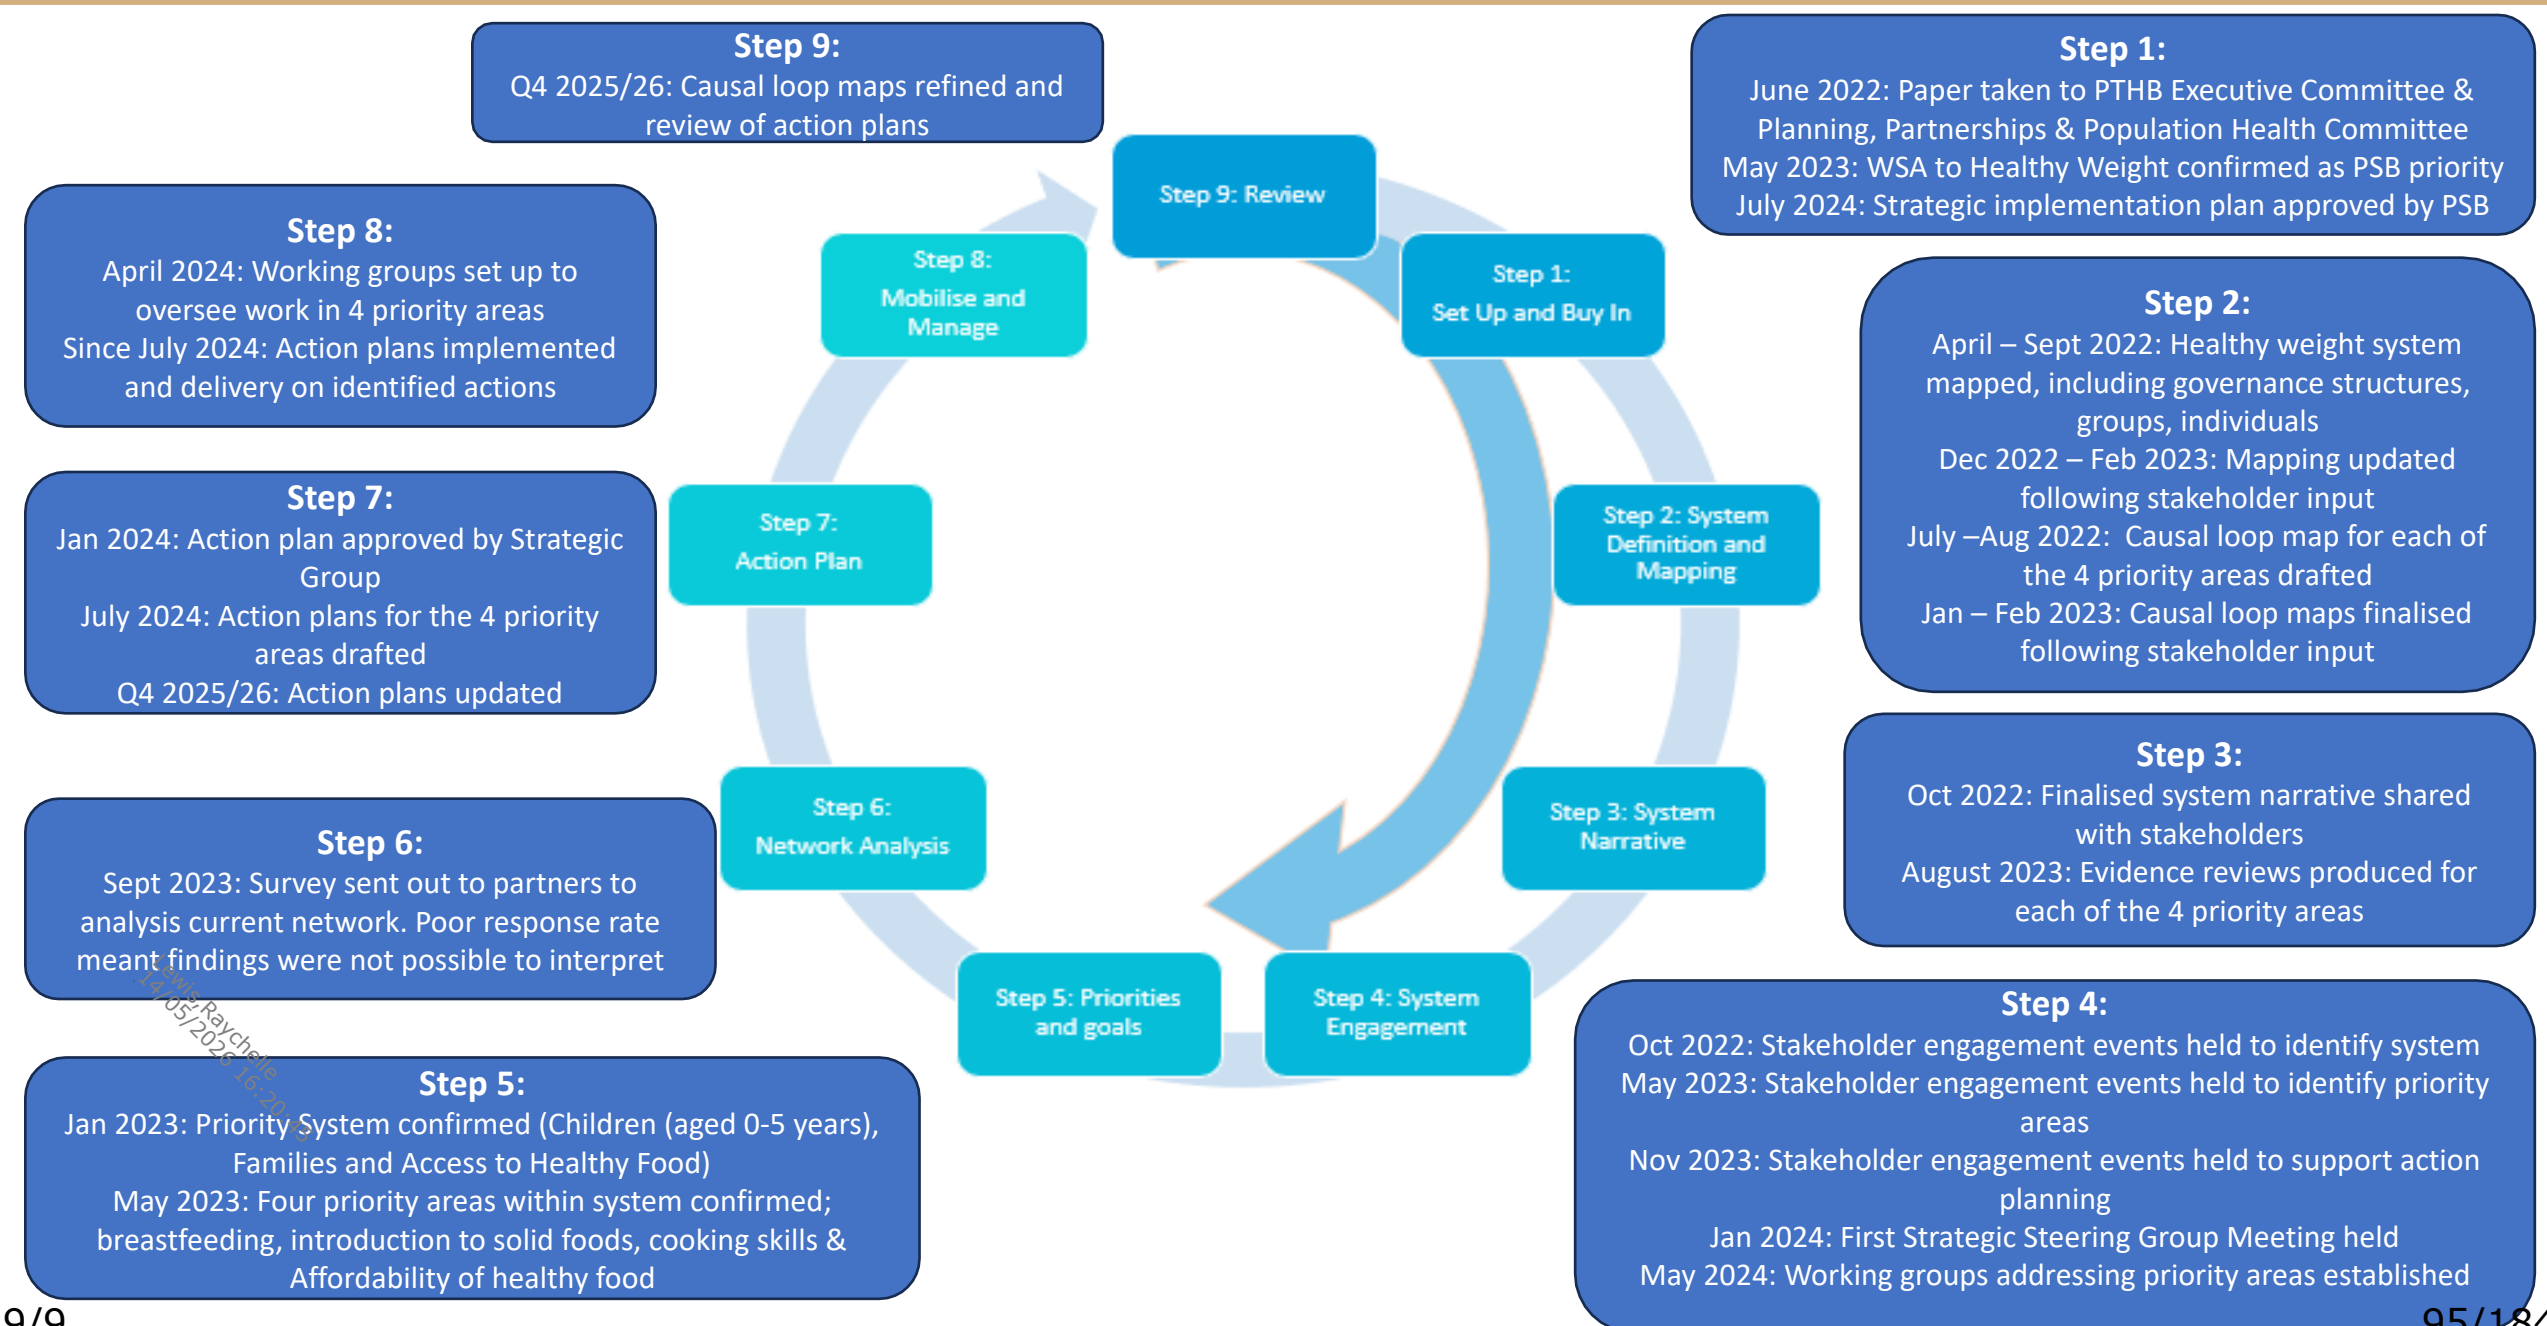 Step 9:
Q4 2025/26: Causal loop maps refined and
review of action plans
Step 1:
June 2022: Paper taken to PTHB Executive Committee &
Planning, Partnerships & Population Health Committee
May 2023: WSA to Healthy Weight confirmed as PSB priority
July 2024: Strategic implementation plan approved by PSB
Step 8:
April 2024: Working groups set up to
oversee work in 4 priority areas
Since July 2024: Action plans implemented
and delivery on identified actions
Step 2:
April – Sept 2022: Healthy weight system
mapped, including governance structures,
groups, individuals
Dec 2022 – Feb 2023: Mapping updated
following stakeholder input
July –Aug 2022:  Causal loop map for each of
the 4 priority areas drafted
Jan – Feb 2023: Causal loop maps finalised
following stakeholder input
Step 7:
Jan 2024: Action plan approved by Strategic
Group
July 2024: Action plans for the 4 priority
areas drafted
Q4 2025/26: Action plans updated
Step 3:
Oct 2022: Finalised system narrative shared
with stakeholders
August 2023: Evidence reviews produced for
each of the 4 priority areas
Step 6:
Sept 2023: Survey sent out to partners to
analysis current network. Poor response rate
meant findings were not possible to interpret
Step 4:
Oct 2022: Stakeholder engagement events held to identify system
May 2023: Stakeholder engagement events held to identify priority
areas
Nov 2023: Stakeholder engagement events held to support action
planning
Jan 2024: First Strategic Steering Group Meeting held
May 2024: Working groups addressing priority areas established
Step 5:
Jan 2023: Priority System confirmed (Children (aged 0-5 years),
Families and Access to Healthy Food)
May 2023: Four priority areas within system confirmed;
breastfeeding, introduction to solid foods, cooking skills &
Affordability of healthy food
Step 9: Review
Step 1:
Set Up and Buy In
Step 2: System
Definition and
Mapping
Step 3: System
Narrative
Step 4: System
Engagement
Step 5: Priorities
and goals
Step 6:
Network Analysis
Step 7:
Action Plan
Step 8:
Mobilise and
Manage
Lewis,Raychelle
14/05/2026 16:20:
9/9
95/184